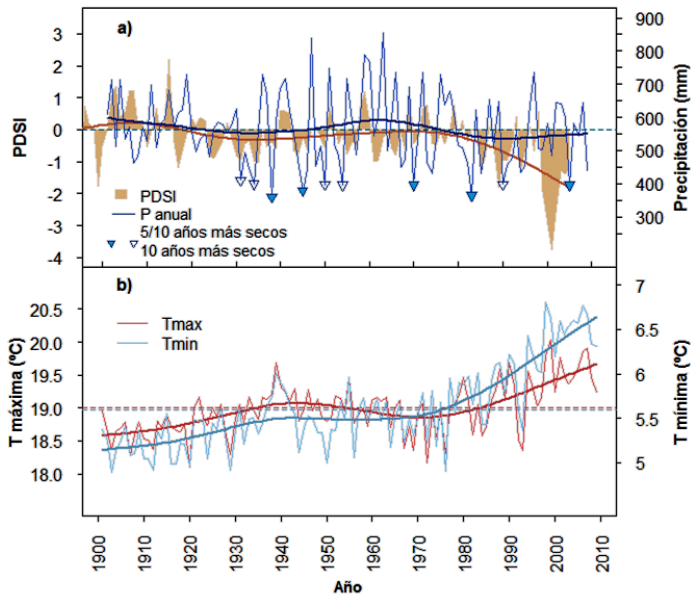 a)
3
2
1
0
-1
-2
-3
-4
PDSI
900
800
700
600
500
400
300
Precipitación (mm)
PDSI
P anual
5/10 años más secos
10 años más secos
b)
20.5
20.0
19.5
19.0
18.5
18.0
T máxima (ºC)
7
6.5
6
5.5
5
T mínima (ºC)
Tmax
Tmin
1900
1910
1920
1930
1940
1950
1960
1970
1980
1990
2000
2010
Año